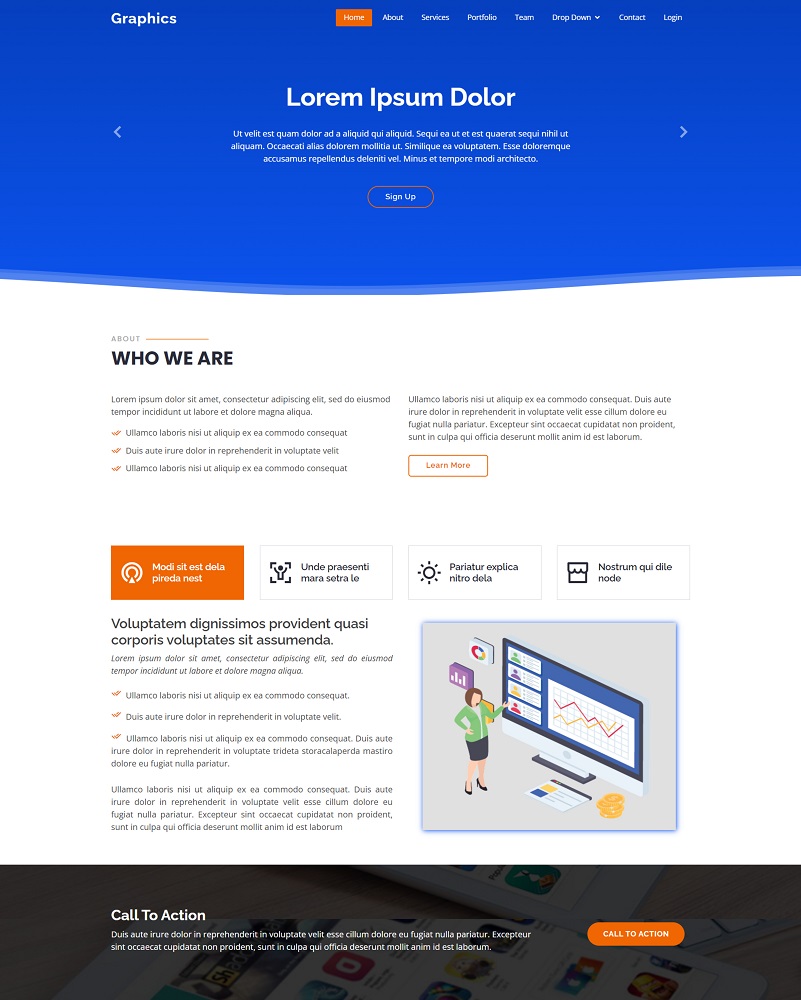 Graphics
Home About Services Portfolio Team Drop Down Contact Login
Lorem Ipsum Dolor
Ut velit est quam dolor ad a aliquid qui aliquid. Sequi ea ut et est quaerat sequi nihil ut
aliquam. Occaecati alias dolorem mollitia ut. Similique ea voluptatem. Esse doloremque
accusamus repellendus deleniti vel. Minus et tempore modi architecto.
Sign Up
ABOUT
WHO WE ARE
Lorem ipsum dolor sit amet, consectetur adipiscing elit, sed do eiusmod
tempor incididunt ut labore et dolore magna aliqua.
Ullamco laboris nisi ut aliquip ex ea commodo consequat
Duis aute irure dolor in reprehenderit in voluptate velit
Ullamco laboris nisi ut aliquip ex ea commodo consequat
Ullamco laboris nisi ut aliquip ex ea commodo consequat. Duis aute
irure dolor in reprehenderit in voluptate velit esse cillum dolore eu
fugiat nulla pariatur. Excepteur sint occaecat cupidatat non proident,
sunt in culpa qui officia deserunt mollit anim id est laborum.
Learn More
Modi sit est dela
pireda nest
Unde praesenti
mara setra le
Pariatur explica
nitro dela
Nostrum qui dile
node
Voluptatem dignissimos provident quasi
corporis voluptates sit assumenda.
Lorem ipsum dolor sit amet, consectetur adipiscing elit, sed do eiusmod
tempor incididunt ut labore et dolore magna aliqua.
Ullamco laboris nisi ut aliquip ex ea commodo consequat.
Duis aute irure dolor in reprehenderit in voluptate velit.
Ullamco laboris nisi ut aliquip ex ea commodo consequat. Duis aute
irure dolor in reprehenderit in voluptate trideta storacalaperda mastiro
dolore eu fugiat nulla pariatur.
Ullamco laboris nisi ut aliquip ex ea commodo consequat. Duis aute
irure dolor in reprehenderit in voluptate velit esse cillum dolore eu
fugiat nulla pariatur. Excepteur sint occaecat cupidatat non proident,
sunt in culpa qui officia deserunt mollit anim id est laborum
Call To Action
Duis aute irure dolor in reprehenderit in voluptate velit esse cillum dolore eu fugiat nulla pariatur. Excepteur
sint occaecat cupidatat non proident, sunt in culpa qui officia deserunt mollit anim id est laborum.
CALL TO ACTION